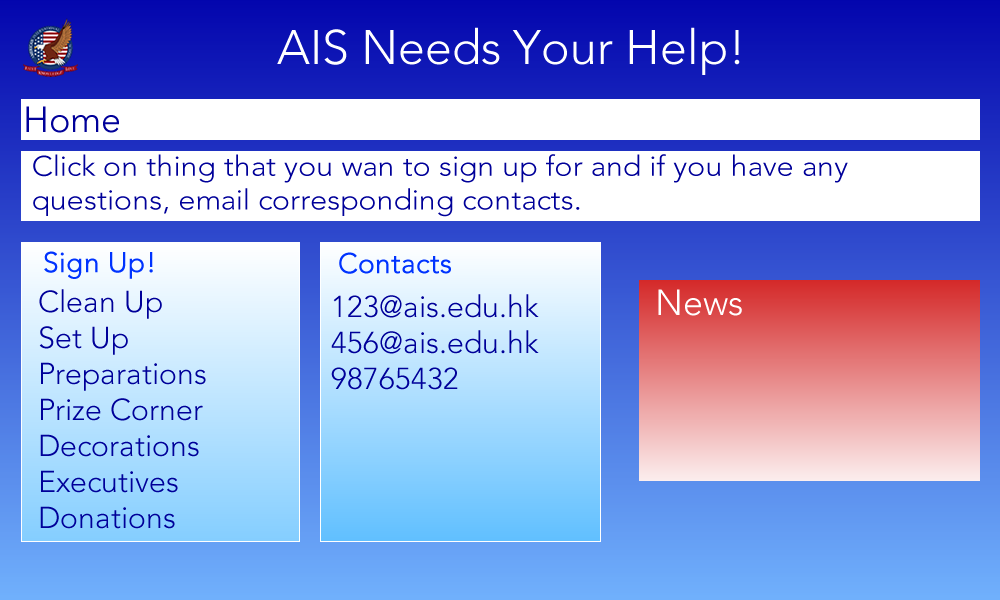 AIS Needs Your Help!
Home
Click on thing that you wan to sign up for and if you have any
questions, email corresponding contacts.
Sign Up!
Clean Up
Set Up
Preparations
Prize Corner
Decorations
Executives
Donations
Contacts
123@ais.edu.hk
456@ais.edu.hk
98765432
News